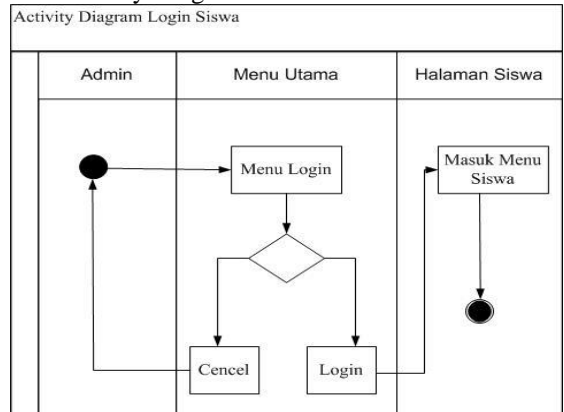 Activity Diagram Login Siswa
Admin
Menu Utama
Halaman Siswa
Menu Login
Masuk Menu
Siswa
Cencel
Login